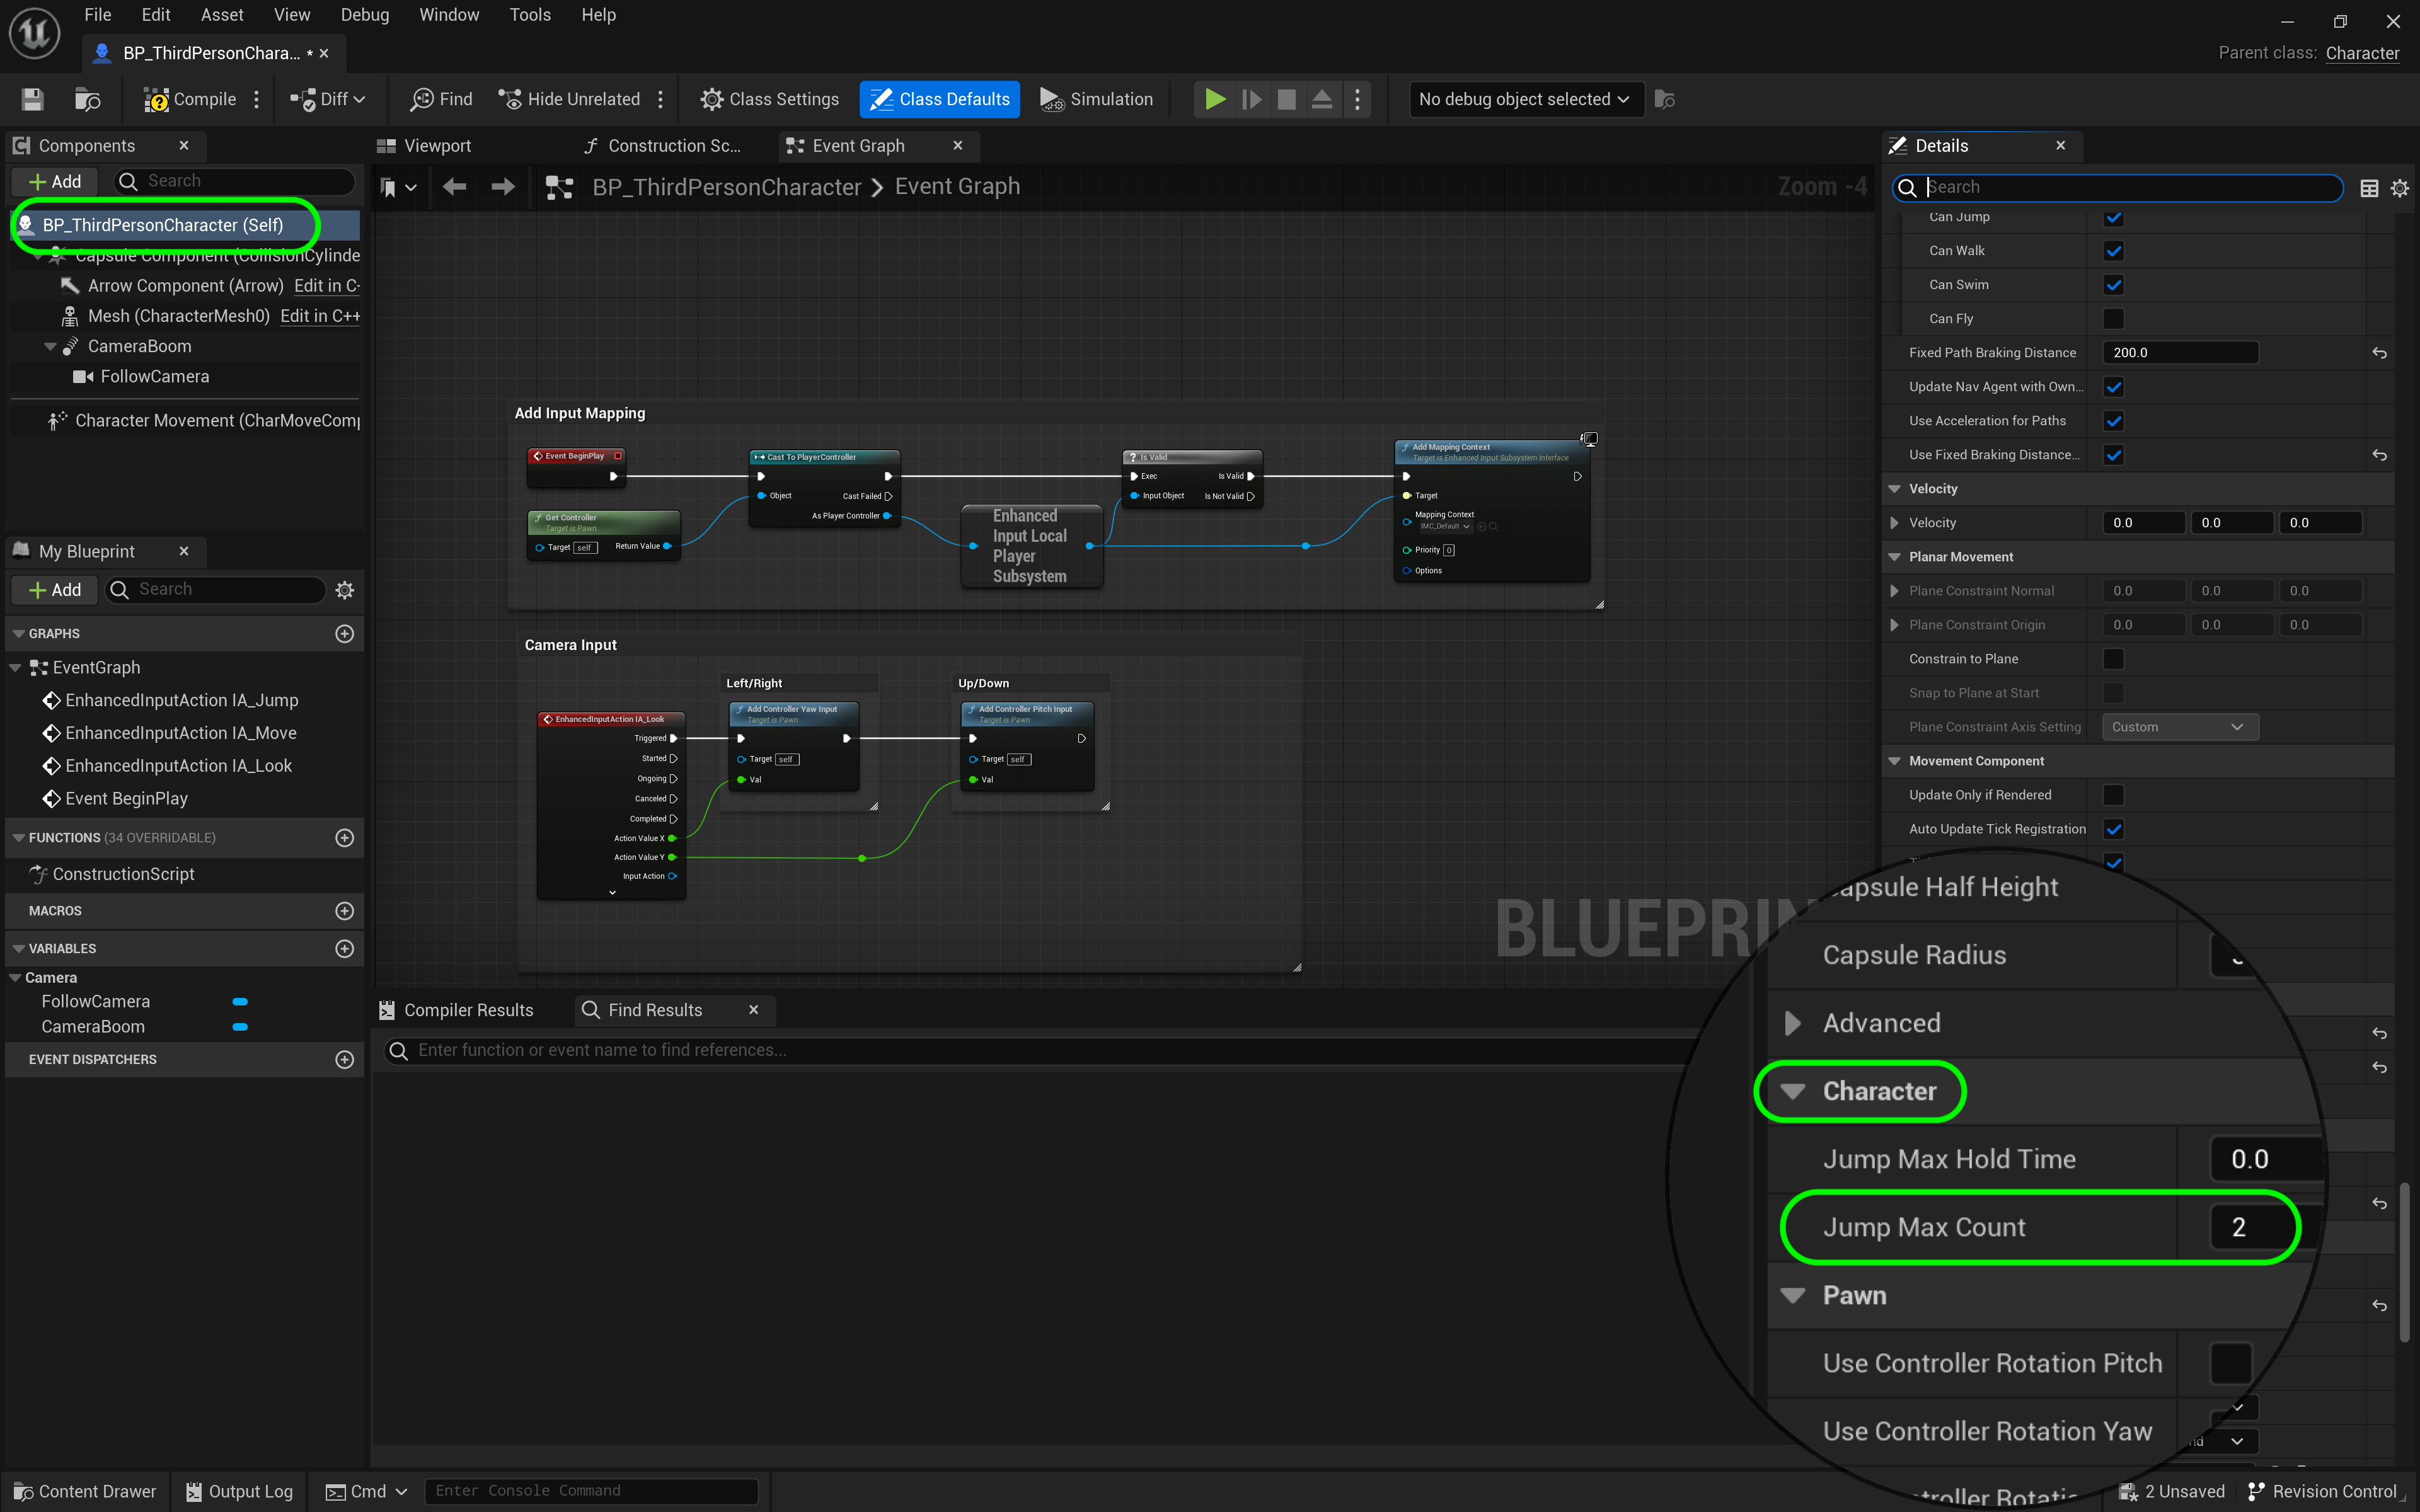 File Edit Asset View Debug Window Tools Help
BP_ThirdPersonChara... *
Parent class: Character
Compile Diff Find Hide Unrelated Class Settings Class Defaults Simulation No debug object selected
Components
Add Search
BP_ThirdPersonCharacter (Self)
Capsule Component (CollisionCylinde
Arrow Component (Arrow) Edit in C+
Mesh (CharacterMesh0) Edit in C++
CameraBoom
FollowCamera
Character Movement (CharMoveComp
My Blueprint
Add Search
GRAPHS
EventGraph
EnhancedInputAction IA_Jump
EnhancedInputAction IA_Move
EnhancedInputAction IA_Look
Event BeginPlay
FUNCTIONS (34 OVERRIDABLE)
ConstructionScript
MACROS
VARIABLES
Camera
FollowCamera
CameraBoom
EVENT DISPATCHERS
Viewport Construction Sc... Event Graph
BP_ThirdPersonCharacter > Event Graph Zoom -4
Add Input Mapping
Event BeginPlay
Get Controller
Target is Pawn
Target self Return Value
Cast To PlayerController
Object Cast Failed
As Player Controller
Enhanced
Input Local
Player
Subsystem
? Is Valid
Exec Is Valid
Input Object Is Not Valid
Add Mapping Context
Target is Enhanced Input Subsystem Interface
Target
Mapping Context
IMC_Default
Priority 0
Options
Camera Input
Left/Right
Up/Down
EnhancedInputAction IA_Look
Triggered
Started
Ongoing
Canceled
Completed
Action Value X
Action Value Y
Input Action
Add Controller Yaw Input
Target is Pawn
Target self
Val
Add Controller Pitch Input
Target is Pawn
Target self
Val
BLUEPRIN
Compiler Results Find Results
Enter function or event name to find references...
Details
Search
Can Jump
Can Walk
Can Swim
Can Fly
Fixed Path Braking Distance 200.0
Update Nav Agent with Own...
Use Acceleration for Paths
Use Fixed Braking Distance...
Velocity
Velocity 0.0 0.0 0.0
Planar Movement
Plane Constraint Normal 0.0 0.0 0.0
Plane Constraint Origin 0.0 0.0 0.0
Constrain to Plane
Snap to Plane at Start
Plane Constraint Axis Setting Custom
Movement Component
Update Only if Rendered
Auto Update Tick Registration
apsule Half Height
Capsule Radius
Advanced
Character
Jump Max Hold Time 0.0
Jump Max Count 2
Pawn
Use Controller Rotation Pitch
Use Controller Rotation Yaw
Content Drawer Output Log Cmd Enter Console Command 2 Unsaved Revision Control